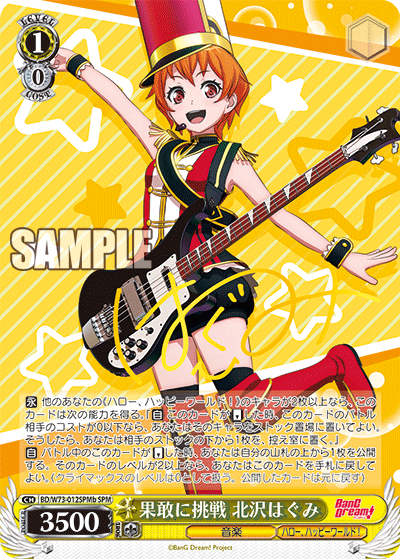 LEVEL
1
0
COST
SAMPLE
はぐみ
永 他のあなたの《ハロー、ハッピーワールド！》のキャラが2枚以上なら、この
カードは次の能力を得る。『自 このカードが した時、このカードのバトル
相手のコストが0以下なら、あなたはそのキャラをストック置場に置いてよい。
そうしたら、あなたは相手のストックの下から1枚を、控え室に置く。』
自 バトル中のこのカードが した時、あなたは自分の山札の上から1枚を公開
する。そのカードのレベルが2以上なら、あなたはこのカードを手札に戻して
よい。（クライマックスのレベルは0として扱う。公開したカードは元に戻す）
CH BD/W73-012SPMb SPM
果敢に挑戦 北沢はぐみ
BanG Dream!
3500
音楽
ハロー、ハッピーワールド！
©BanG Dream! Project